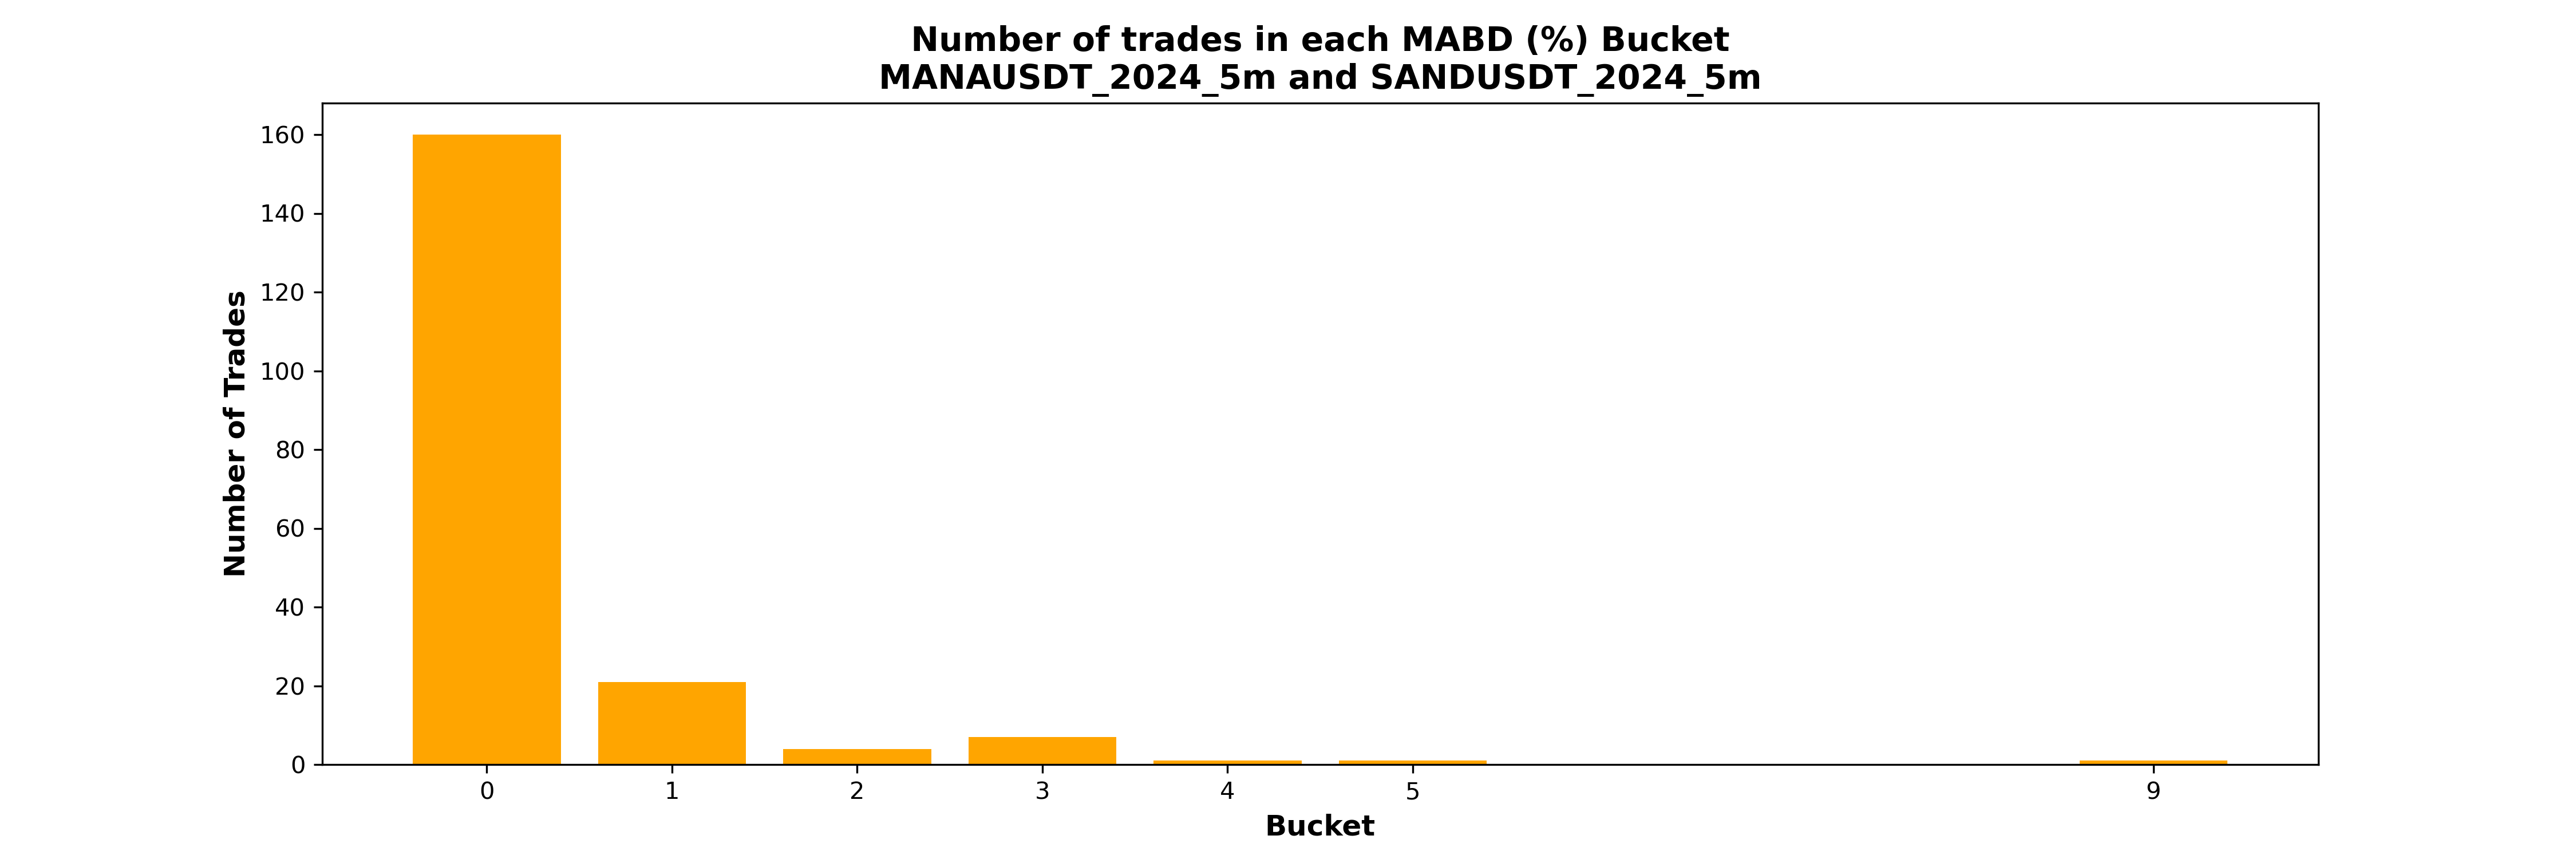 Number of trades in each MABD (%) Bucket
MANAUSDT_2024_5m and SANDUSDT_2024_5m
Number of Trades
160
140
120
100
80
60
40
20
0
0 1 2 3 4 5 9
Bucket